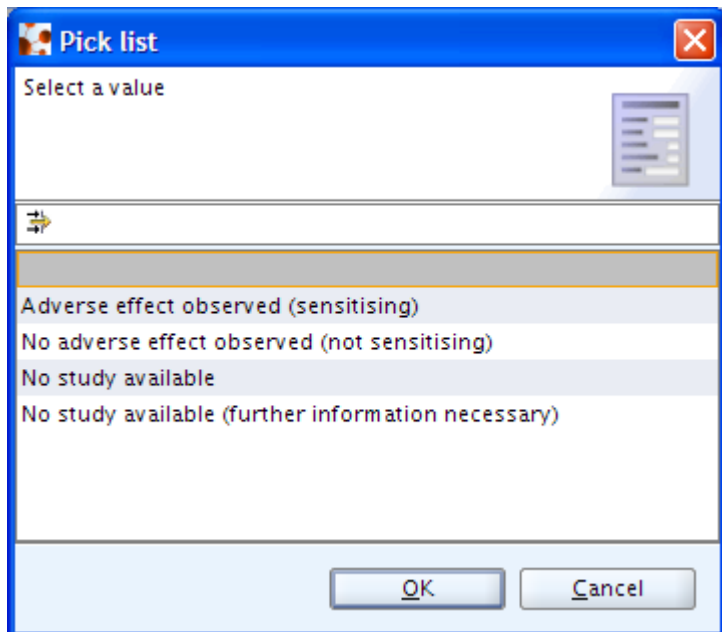 Pick list
Select a value
Adverse effect observed (sensitising)
No adverse effect observed (not sensitising)
No study available
No study available (further information necessary)
OK
Cancel